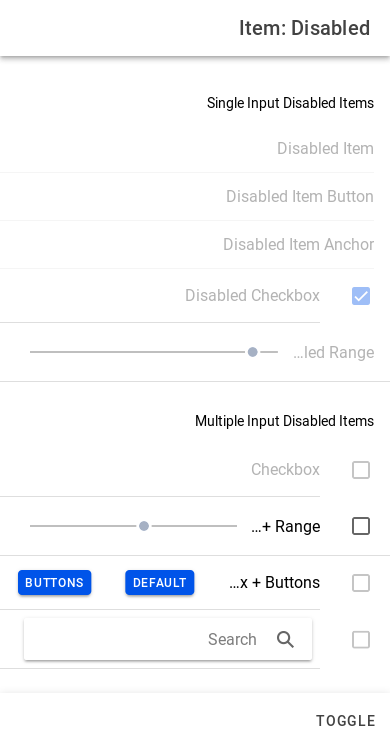 Item: Disabled
Single Input Disabled Items
Disabled Item
Disabled Item Button
Disabled Item Anchor
Disabled Checkbox
...led Range
Multiple Input Disabled Items
Checkbox
...+ Range
...x + Buttons
DEFAULT
BUTTONS
Search
TOGGLE